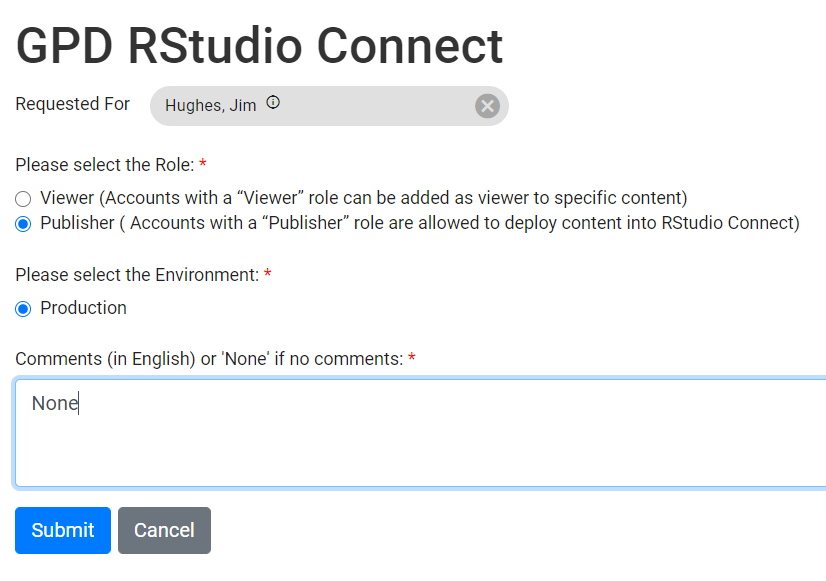 GPD RStudio Connect
Requested For Hughes, Jim
Please select the Role: *
Viewer (Accounts with a “Viewer” role can be added as viewer to specific content)
Publisher ( Accounts with a “Publisher” role are allowed to deploy content into RStudio Connect)
Please select the Environment: *
Production
Comments (in English) or 'None' if no comments: *
None
Submit Cancel